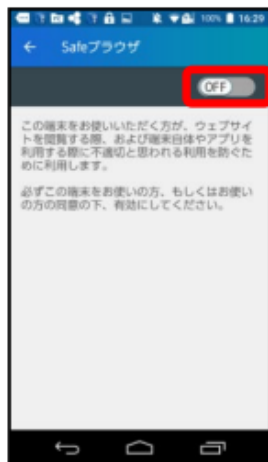 100% 16:29
Safeブラウザ
OFF
この端末をお使いいただく方が、ウェブサイ
トを閲覧する際、および端末自体やアプリを
利用する際に不適切と思われる利用を防ぐた
めに利用します。
必ずこの端末をお使いの方、もしくはお使い
の方の同意の下、有効にしてください。